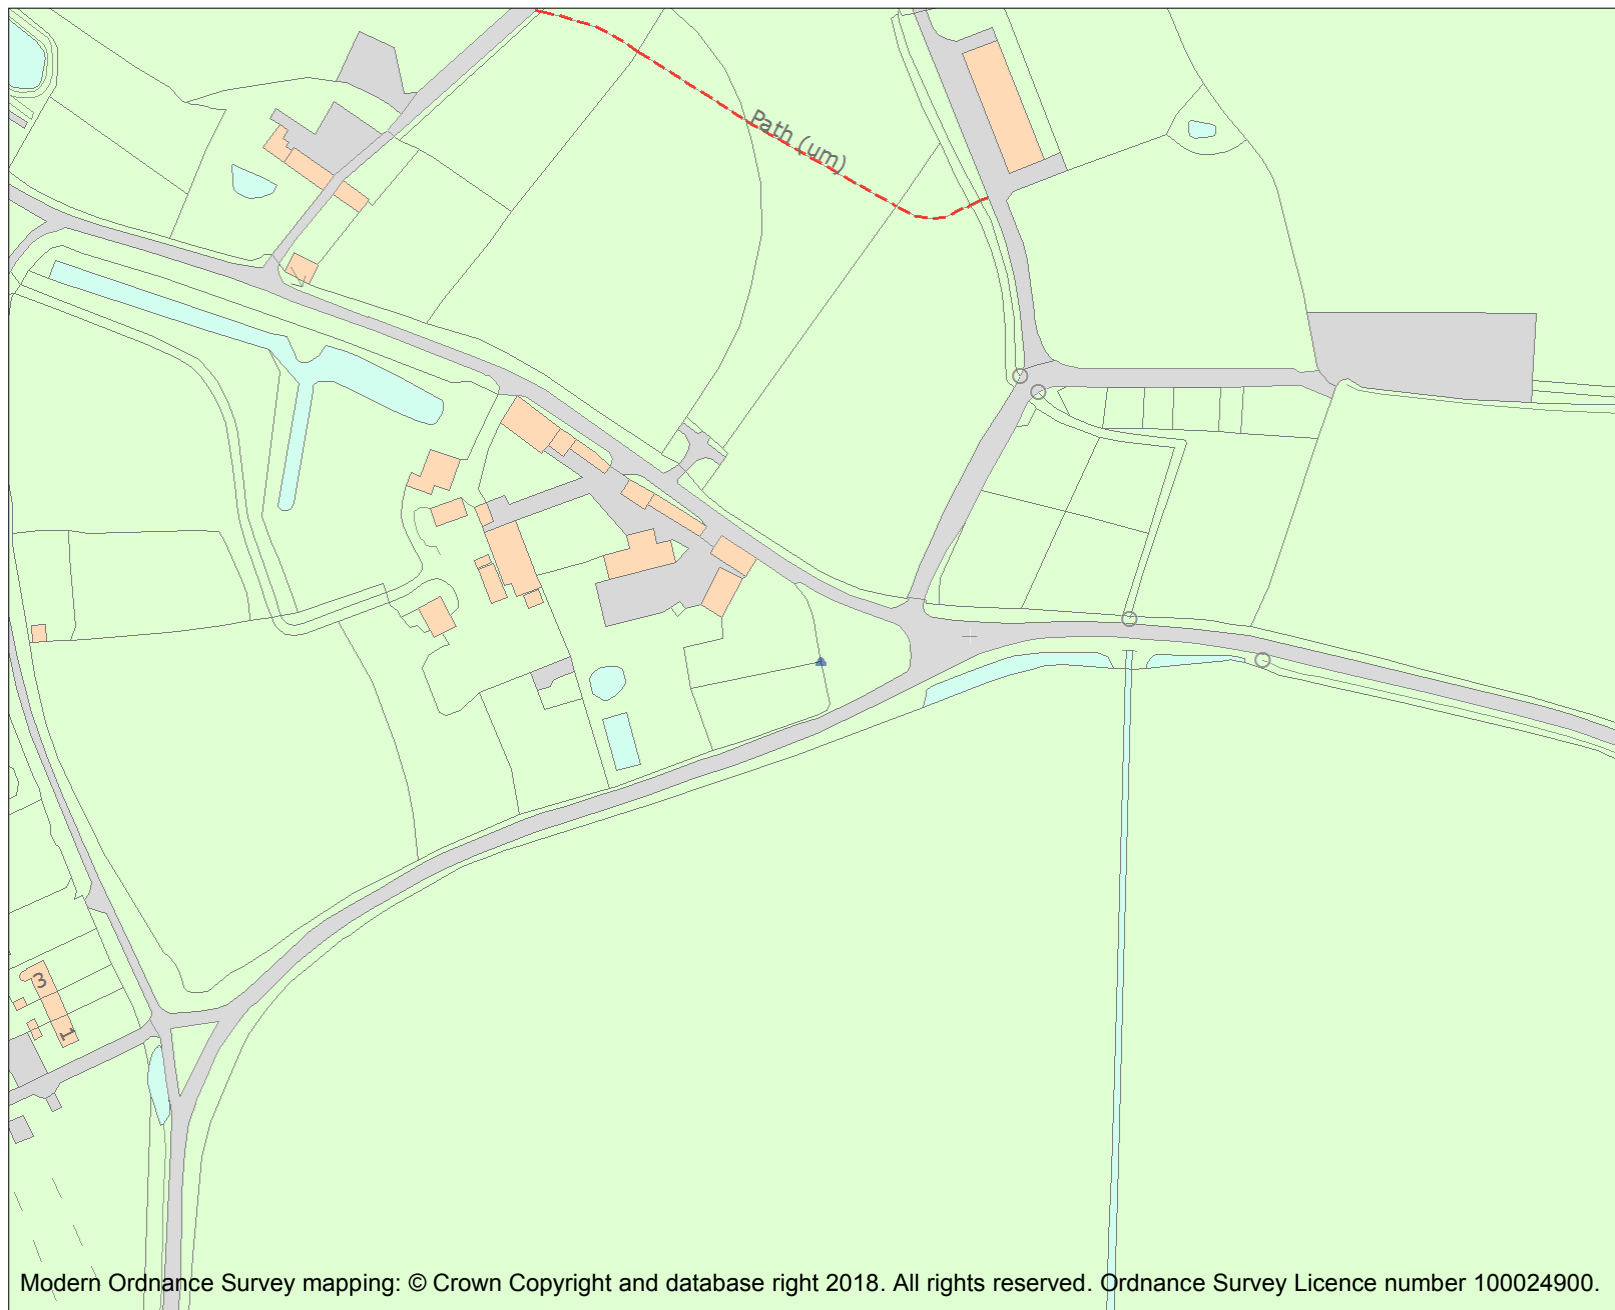 Path (um)
3
1
Modern Ordnance Survey mapping: © Crown Copyright and database right 2018. All rights reserved. Ordnance Survey Licence number 100024900.